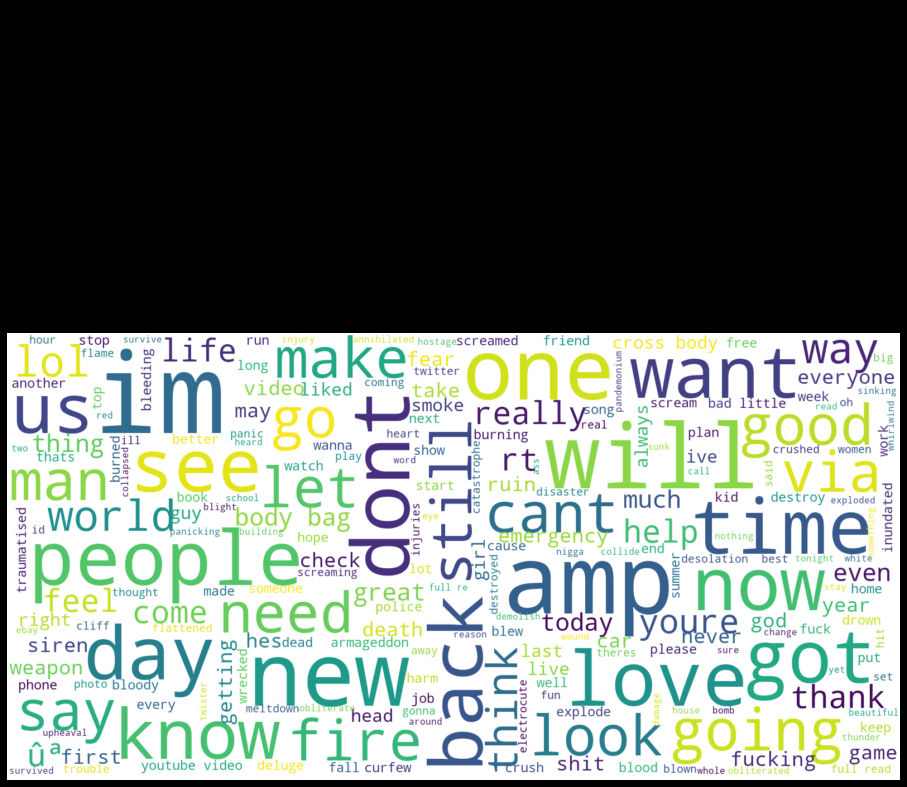 hour
stop
survive
run
injury
annihilated
hostage
screamed
friend
cross body
free
way
lol
flame
im
bleeding
life
long
make
fear
twitter
one
want
big
another
top
video
liked
coming
take
everyone
sinking
us
red
may
go
smoke
really
song
pandemonium
scream
bad
little
week
read
whirlwind
two
thing
burned
ill
better
panic
heard
wanna
heart
next
real
always
plan
good
crushed
women
work
thats
collapsed
see
play
dont
show
burning
rt
will
ive
said
man
watch
word
still
catastrophe
ass
sunk
call
via
let
book
school
start
ruin
disaster
much
kid
destroy
exploded
traumatised
id
world
guy
blight
body bag
injuries
eye
cant
help
time
something
inundated
panicking
building
hope
emergency
nothing
people
check
girl
cause
nigga
collide
end
screaming
lot
destroyed
amp
summer
desolation
best
tonight
white
even
thought
made
someone
great
full re
now
stay
home
feel
come
need
police
demolish
year
right
ebay
cliff
flattened
death
back
reason
blew
today
wound
car
youre
god
change
fuck
drown
hit
siren
day
hes
dead
armageddon
away
think
last
theres
never
please
sure
got
yet
put
weapon
getting
wrecked
new
harm
live
love
phone
photo
bloody
twister
meltdown
obliterate
job
gonna
electrocute
well
fun
damage
house
bomb
thank
set
say
every
know
head
around
explode
look
going
beautiful
upheaval
fire
keep
thunder
ûª
first
youtube video
deluge
fall
curfew
crush
shit
blood
blown
whole
fucking
obliterated
game
survived
trouble
full read
oh